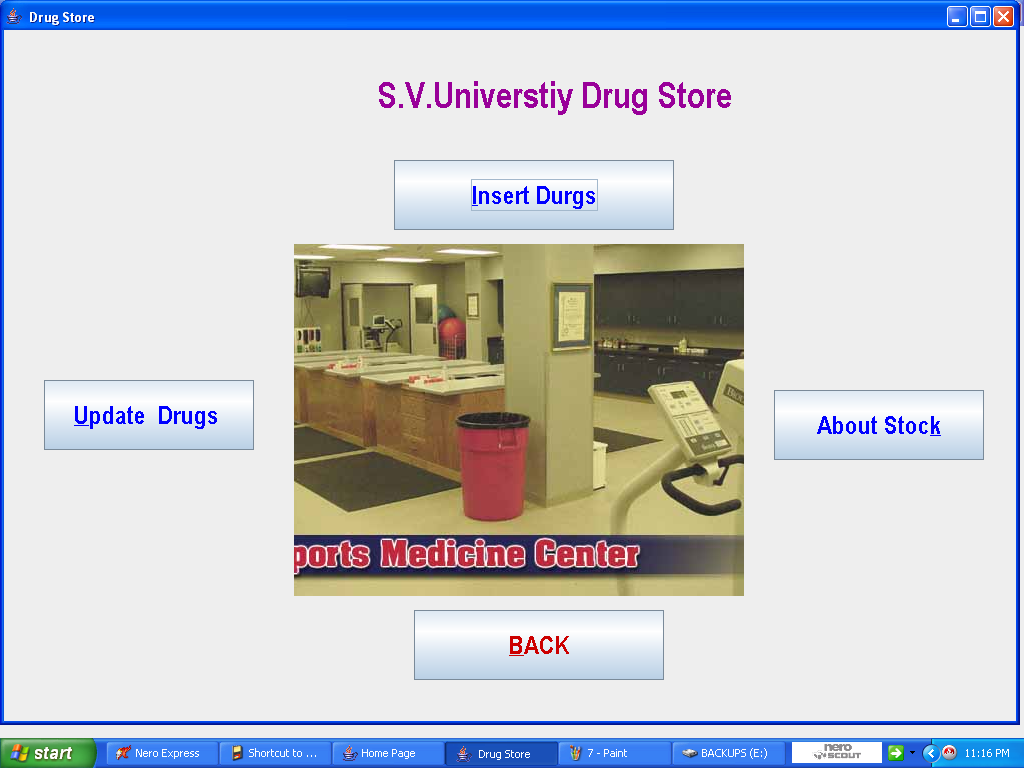 Drug Store
S.V.Universtiy Drug Store
Insert Durgs
Update Drugs
About Stock
ports Medicine Center
BACK
start
Nero Express
Shortcut to ...
Home Page
Drug Store
7 - Paint
BACKUPS (E:)
nero SCOUT
11:16 PM